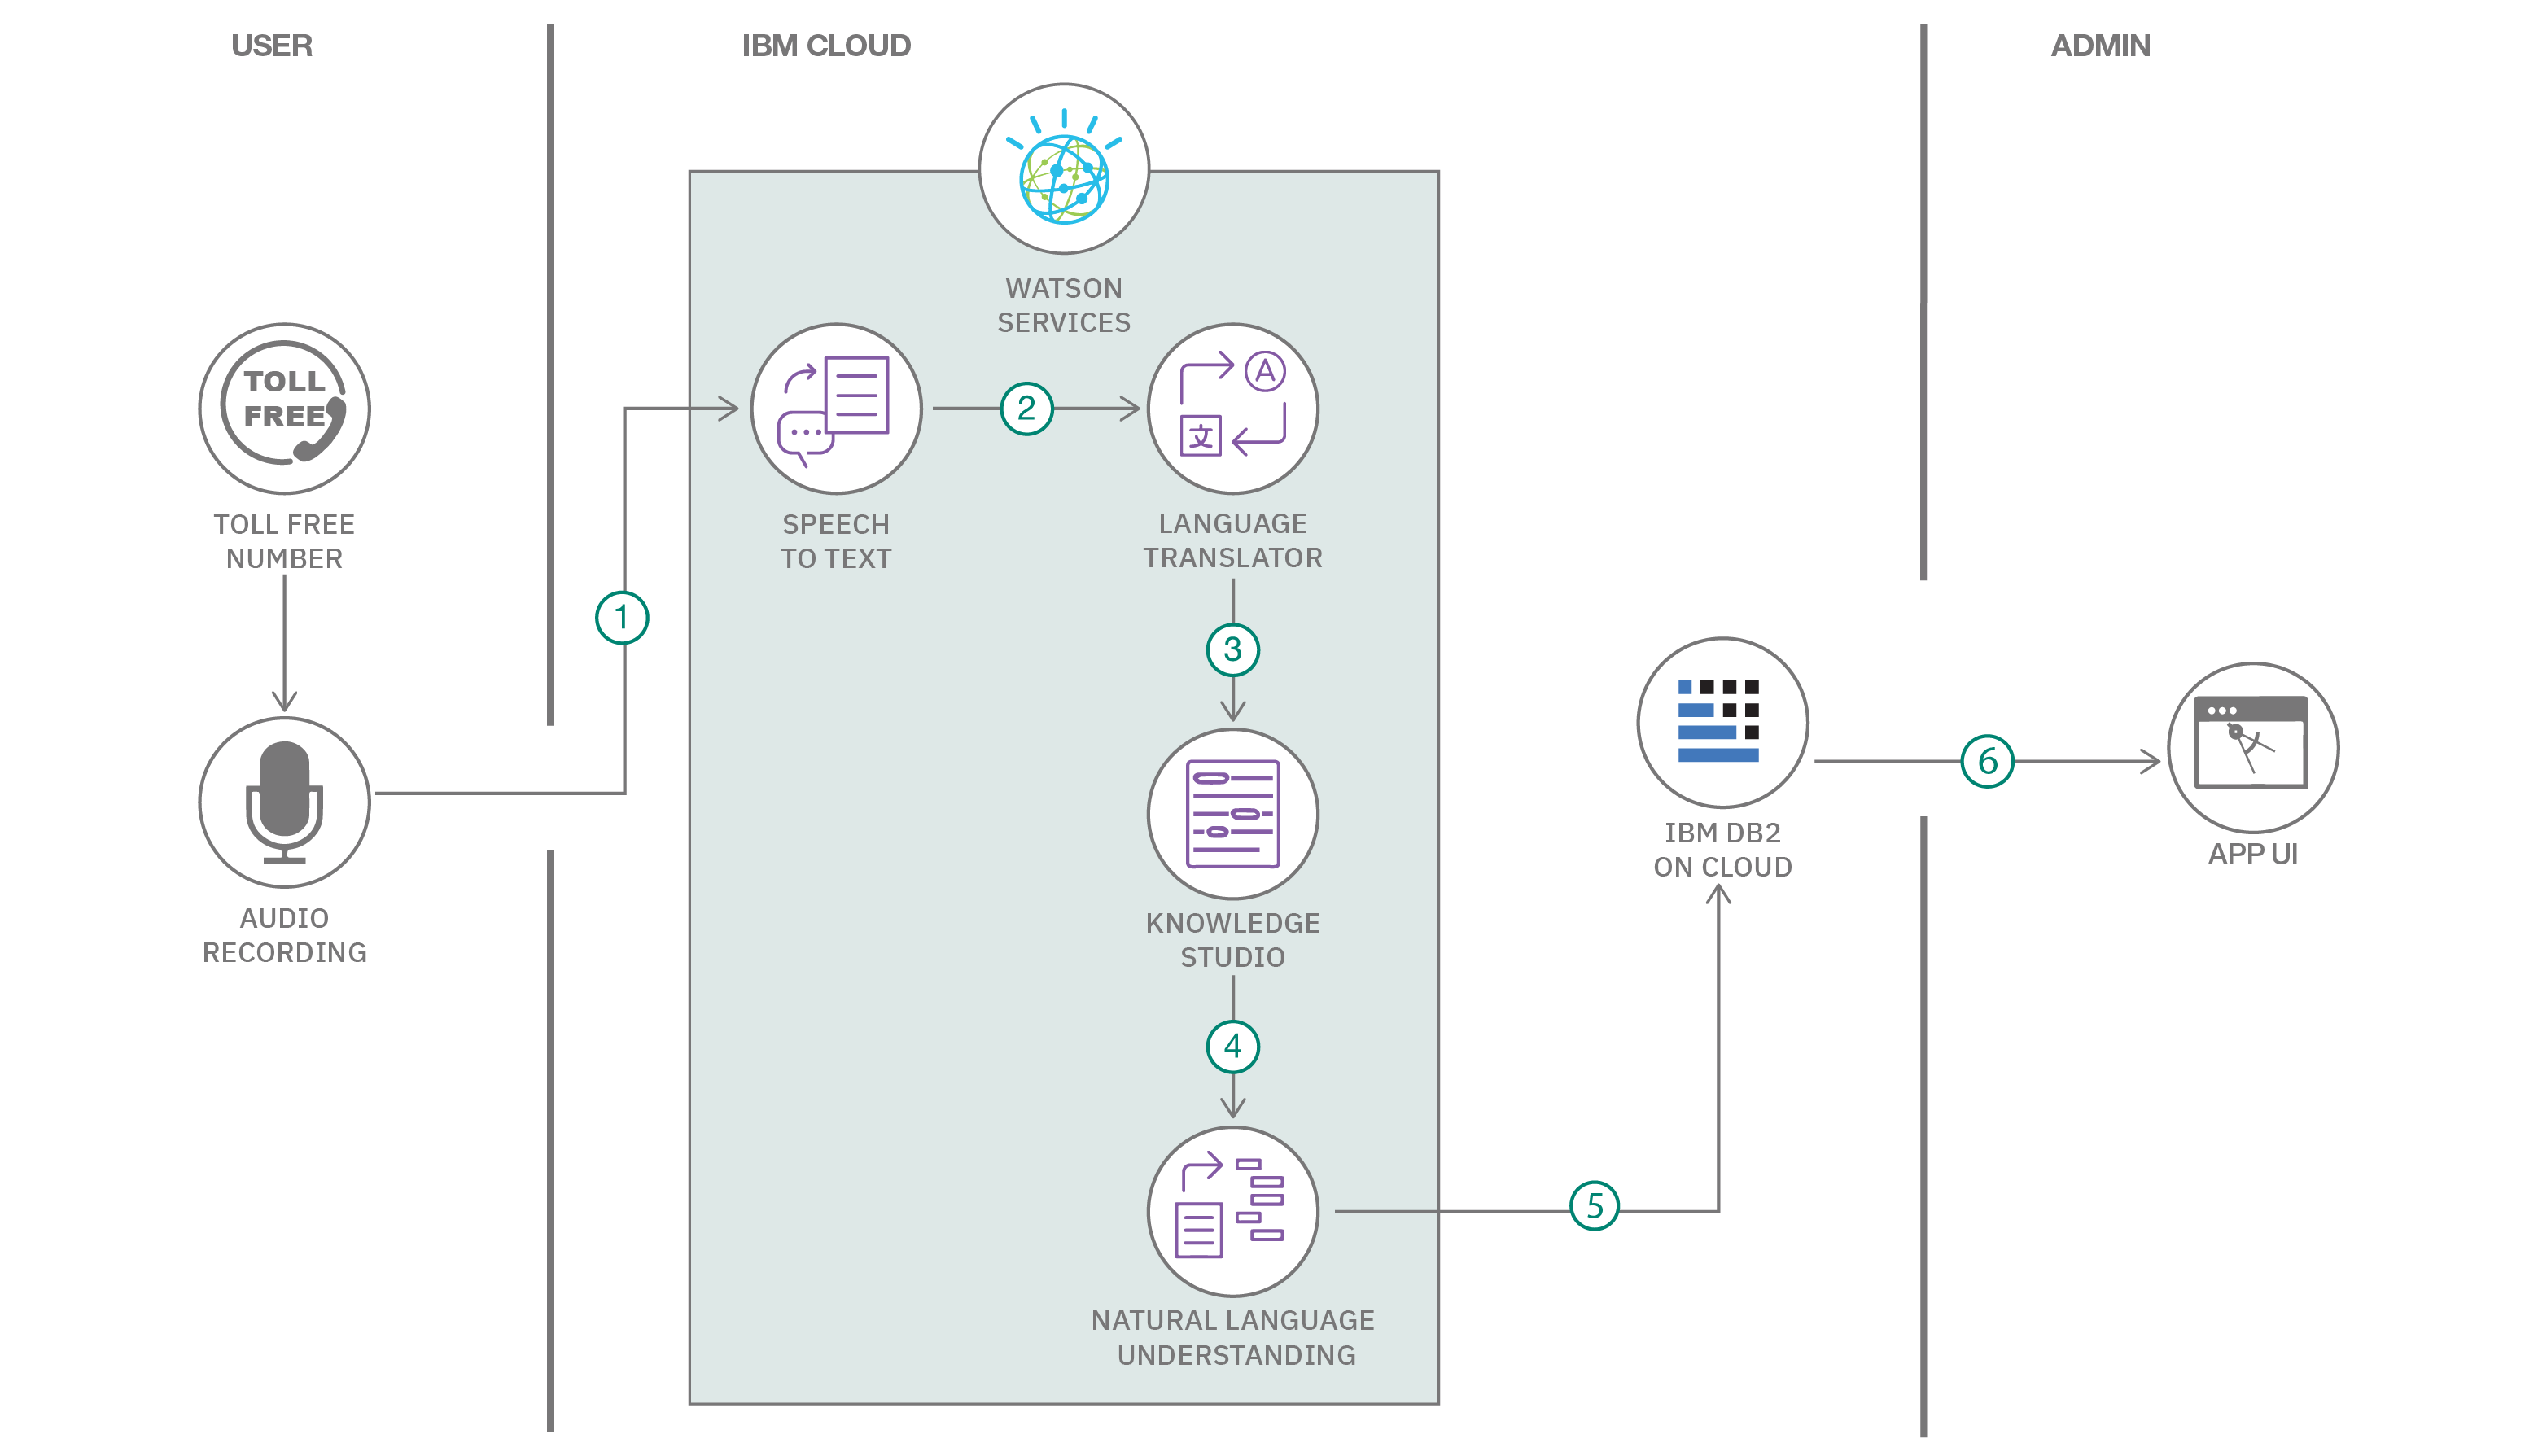 USER
IBM CLOUD
ADMIN
WATSON
SERVICES
TOLL
FREE
TOLL FREE
NUMBER
1
SPEECH
TO TEXT
2
A
文
LANGUAGE
TRANSLATOR
3
AUDIO
RECORDING
KNOWLEDGE
STUDIO
4
NATURAL LANGUAGE
UNDERSTANDING
5
IBM DB2
ON CLOUD
6
APP UI